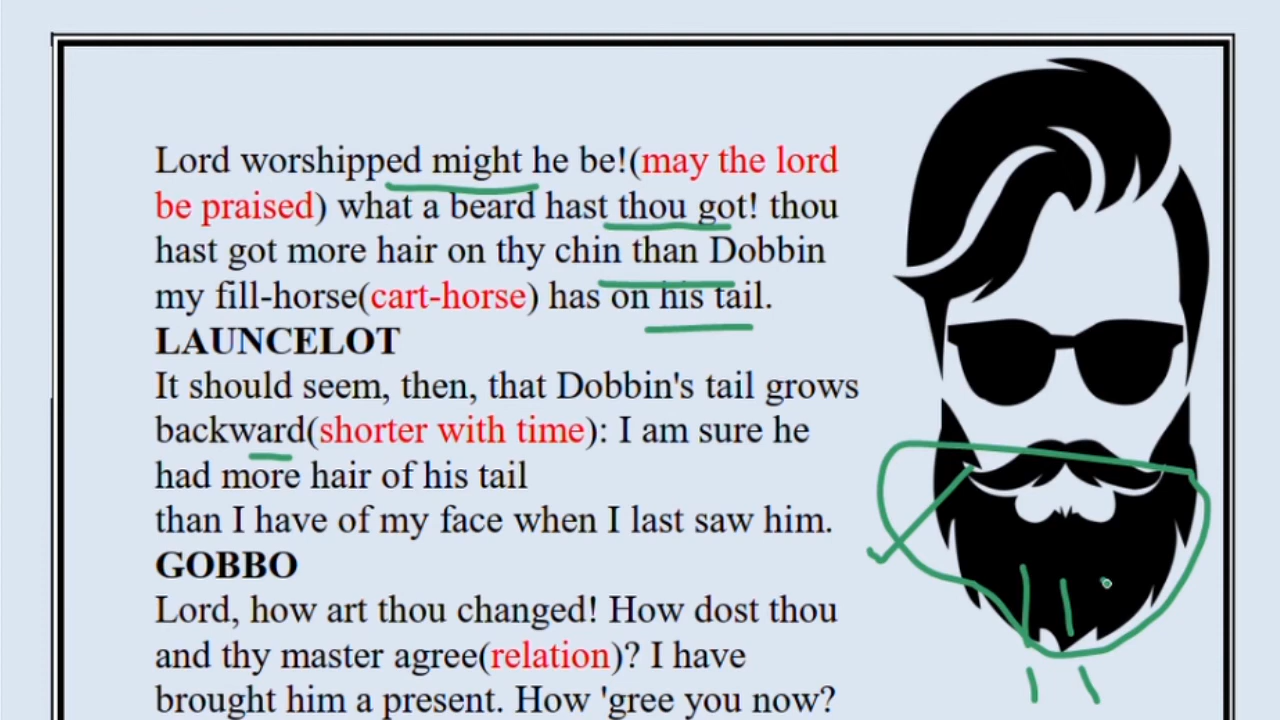 Lord worshipped might he be!(may the lord
be praised) what a beard hast thou got! thou
hast got more hair on thy chin than Dobbin
my fill-horse(cart-horse) has on his tail.
LAUNCELOT
It should seem, then, that Dobbin's tail grows
backward(shorter with time): I am sure he
had more hair of his tail
than I have of my face when I last saw him.
GOBBO
Lord, how art thou changed! How dost thou
and thy master agree(relation)? I have
brought him a present. How 'gree you now?